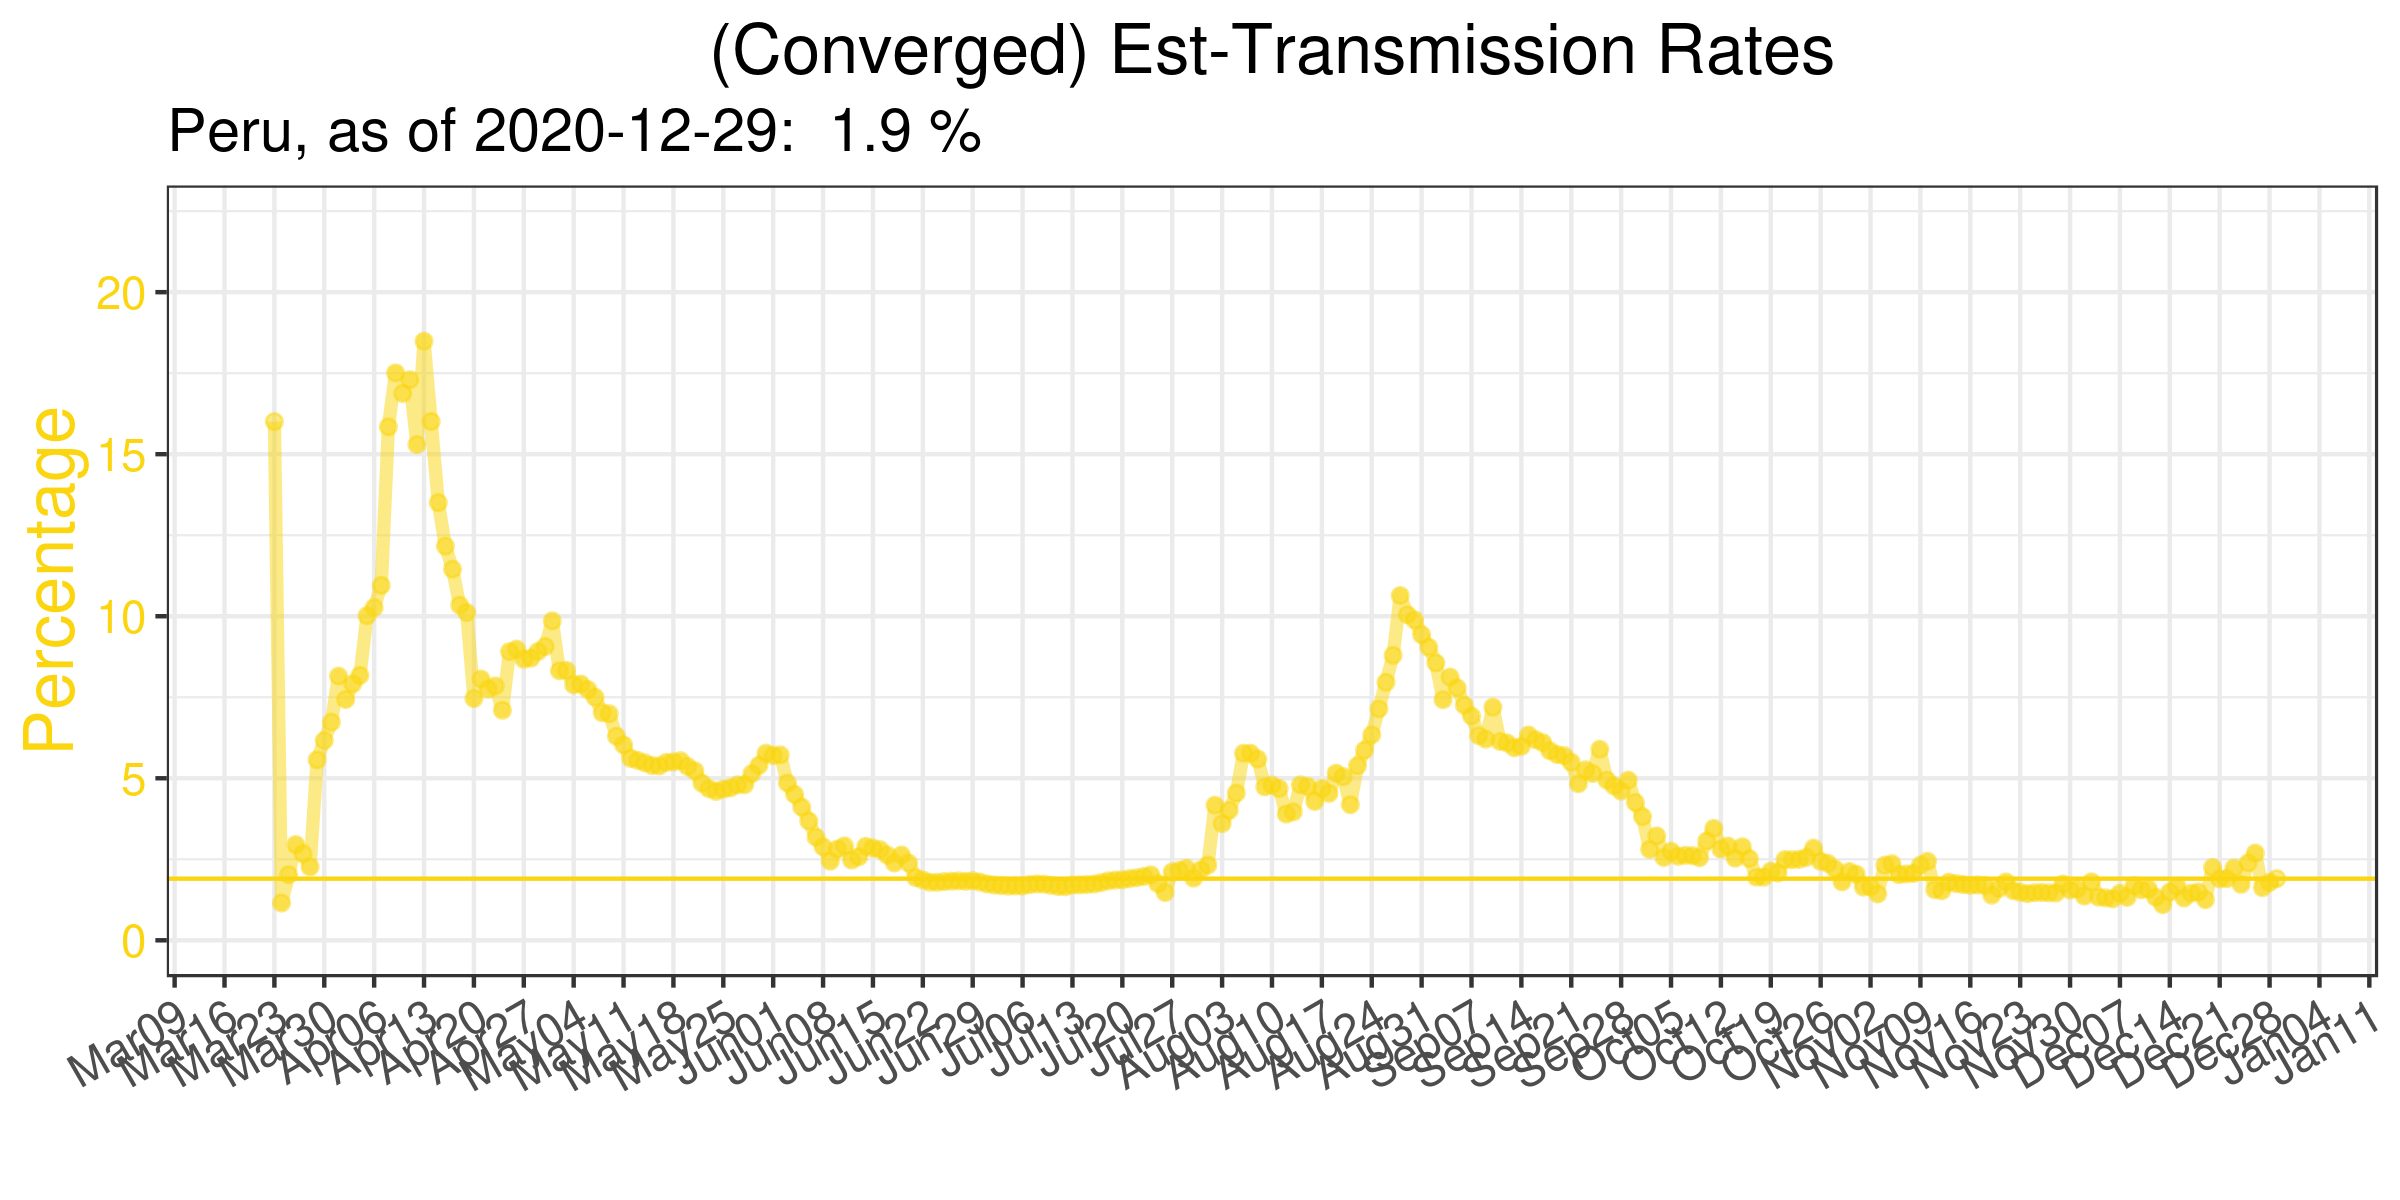 (Converged) Est-Transmission Rates
Peru, as of 2020-12-29: 1.9 %
Percentage
20
15
10
5
0
Mar09
Mar16
Mar23
Mar30
Apr06
Apr13
Apr20
Apr27
May04
May11
May18
May25
Jun01
Jun08
Jun15
Jun22
Jun29
Jul06
Jul13
Jul20
Jul27
Aug03
Aug10
Aug17
Aug24
Aug31
Sep07
Sep14
Sep21
Sep28
Oct05
Oct12
Oct19
Oct26
Nov02
Nov09
Nov16
Nov23
Nov30
Dec07
Dec14
Dec21
Dec28
Jan04
Jan11